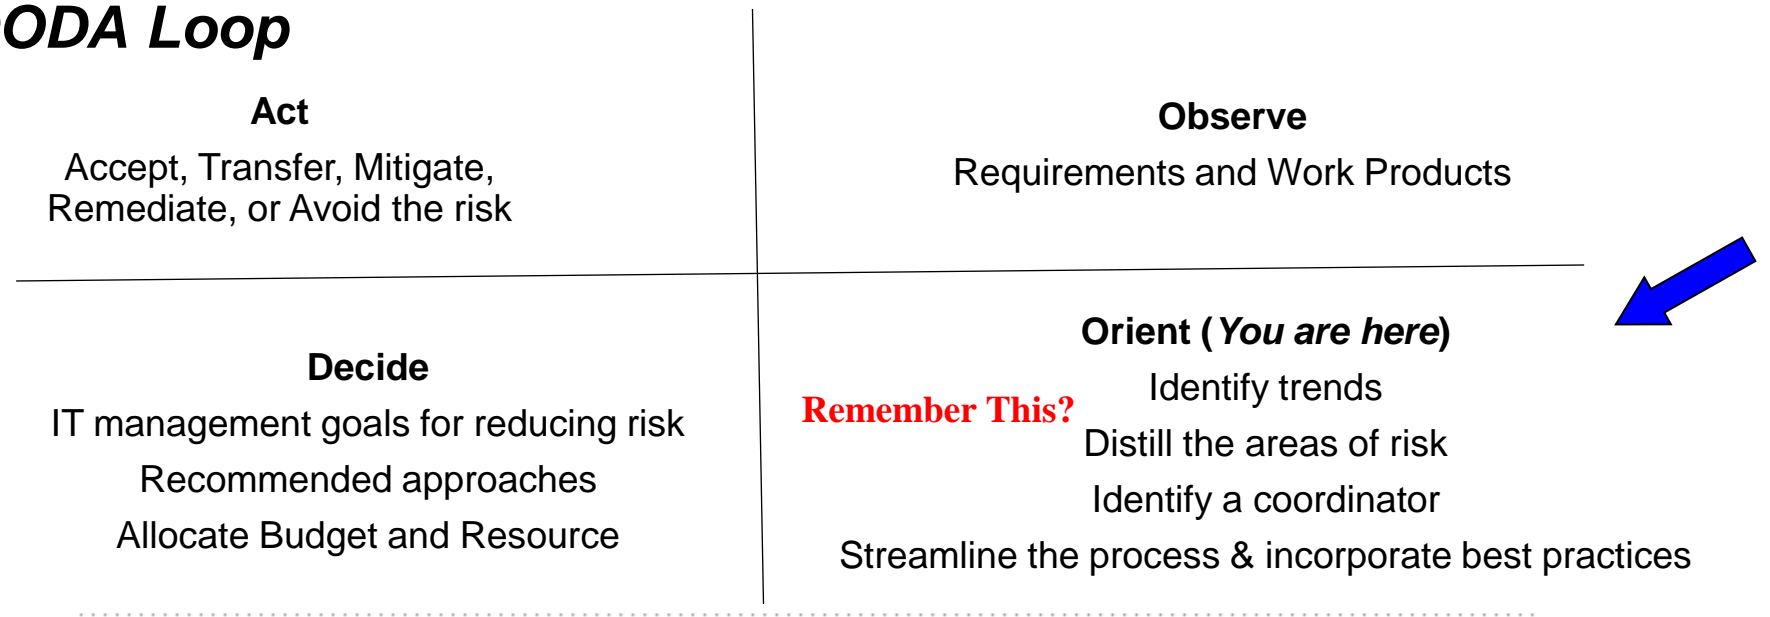 ODA Loop
Act
Accept, Transfer, Mitigate,
Remediate, or Avoid the risk
Observe
Requirements and Work Products
Decide
IT management goals for reducing risk
Recommended approaches
Allocate Budget and Resource
Orient (You are here)
Identify trends
Remember This?
Distill the areas of risk
Identify a coordinator
Streamline the process & incorporate best practices